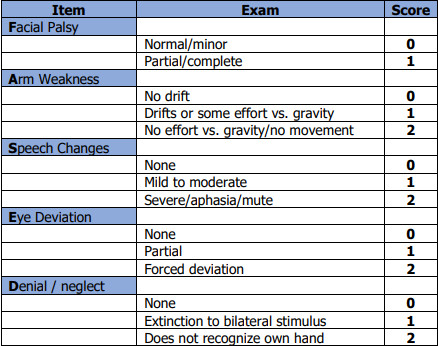 Item Exam Score
Facial Palsy
Normal/minor 0
Partial/complete 1
Arm Weakness
No drift 0
Drifts or some effort vs. gravity 1
No effort vs. gravity/no movement 2
Speech Changes
None 0
Mild to moderate 1
Severe/aphasia/mute 2
Eye Deviation
None 0
Partial 1
Forced deviation 2
Denial / neglect
None 0
Extinction to bilateral stimulus 1
Does not recognize own hand 2